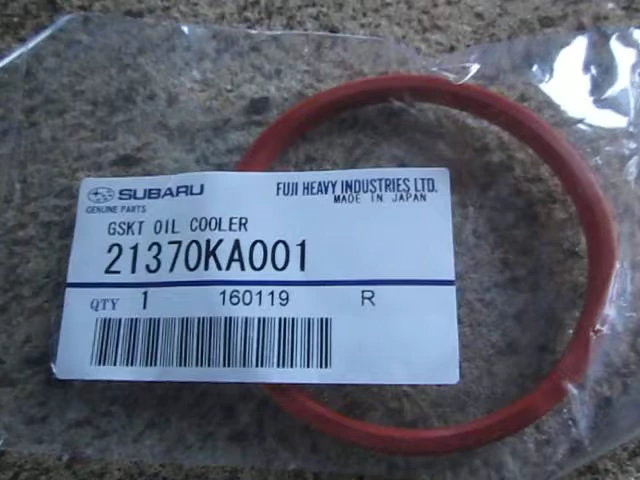 SUBARU
GENUINE PARTS
FUJI HEAVY INDUSTRIES LTD.
MADE IN JAPAN
GSKT OIL COOLER
21370KA001
QTY 1 160119 R